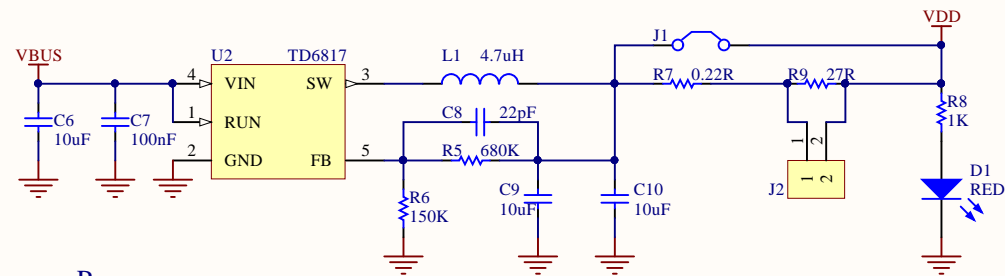 VDD
VBUS
U2 TD6817
L1 4.7uH
J1
4 VIN SW 3
R7 0.22R
R9 27R
C6
10uF
C7
100nF
1 RUN
C8 22pF
R8
1K
2 GND FB 5
R5 680K
1 2
J2 1 2
D1
RED
R6
150K
C9
10uF
C10
10uF